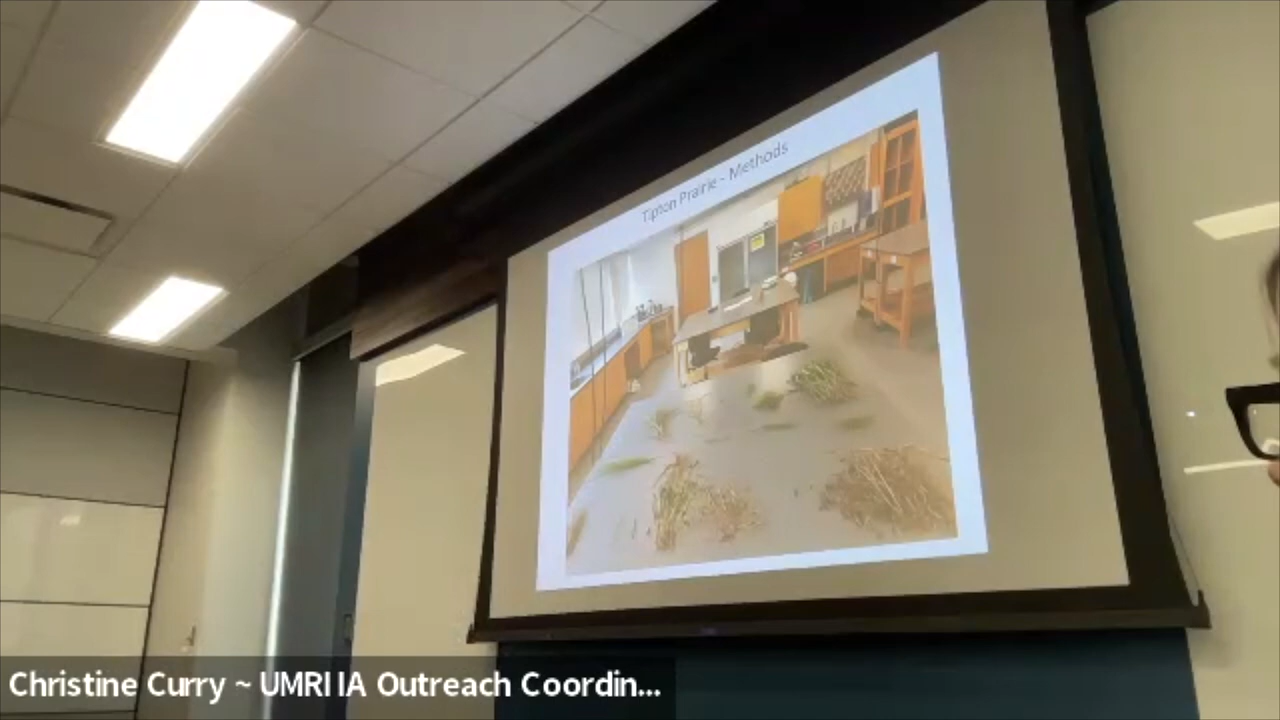 Tipton Prairie - Methods
Christine Curry ~ UMRI IA Outreach Coordin...